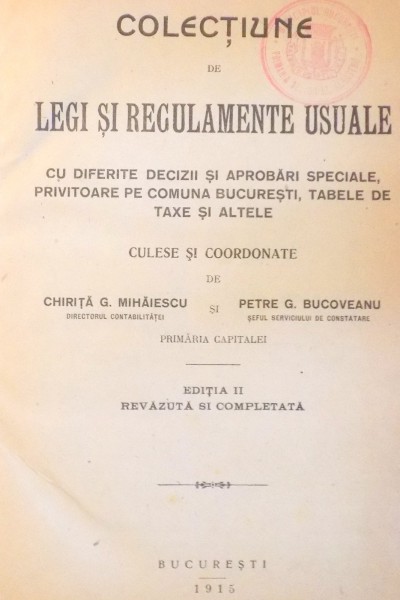 COLECȚIUNE
DE
LEGI ȘI REGULAMENTE USUALE
CU DIFERITE DECIZII ȘI APROBĂRI SPECIALE,
PRIVITOARE PE COMUNA BUCUREȘTI, TABELE DE
TAXE ȘI ALTELE
CULESE ȘI COORDONATE
DE
CHIRIȚĂ G. MIHĂIESCU
DIRECTORUL CONTABILITĂȚEI
ȘI
PETRE G. BUCOVEANU
ȘEFUL SERVICIULUI DE CONSTATARE
PRIMĂRIA CAPITALEI
EDIȚIA II
REVĂZUTĂ SI COMPLETATĂ
BUCUREȘTI
1915